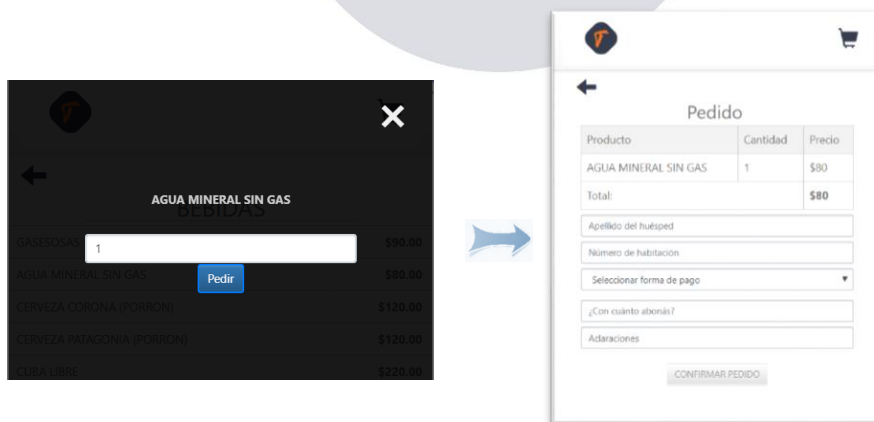 AGUA MINERAL SIN GAS
BEBIDAS
1
GASEOSAS $90.00
Pedir
AGUA MINERAL SIN GAS $80.00
CERVEZA CORONA (PORRON) $120.00
CERVEZA PATAGONIA (PORRON) $120.00
CUBA LIBRE $220.00
Pedido
Producto Cantidad Precio
AGUA MINERAL SIN GAS 1 $80
Total: $80
Apellido del huésped
Número de habitación
Seleccionar forma de pago
¿Con cuánto abonás?
Aclaraciones
CONFIRMAR PEDIDO